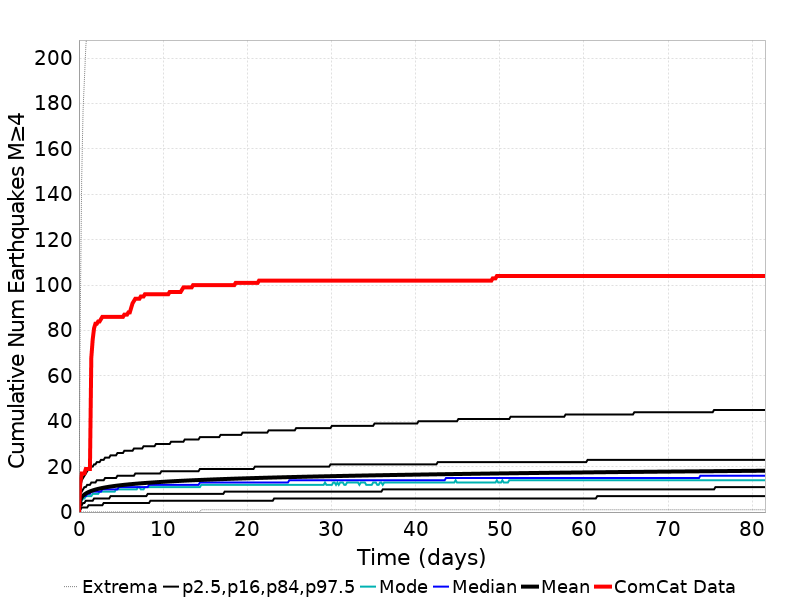 Cumulative Num Earthquakes M≥4
200
180
160
140
120
100
80
60
40
20
0
0 10 20 30 40 50 60 70 80
Time (days)
Extrema p2.5,p16,p84,p97.5 Mode Median Mean ComCat Data